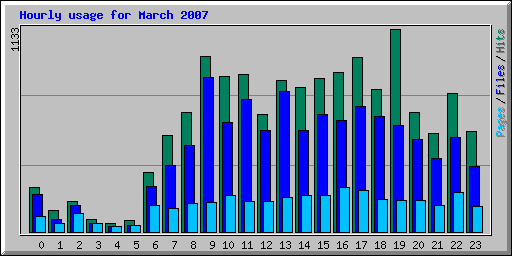 Hourly usage for March 2007
1133
Pages/Files/Hits
0 1 2 3 4 5 6 7 8 9 10 11 12 13 14 15 16 17 18 19 20 21 22 23